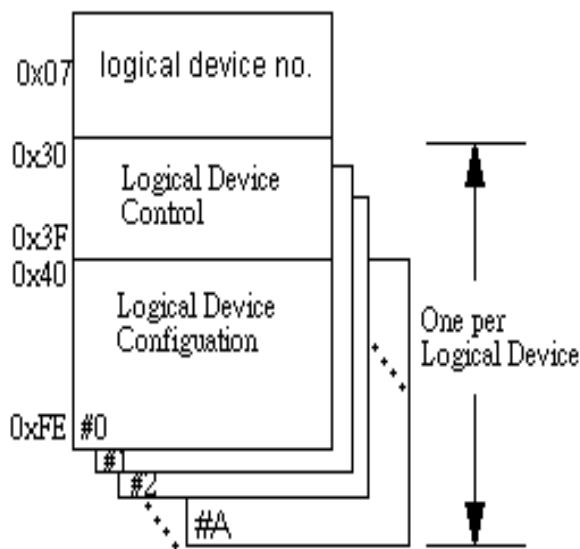 0x07
logical device no.
0x30
Logical Device
Control
0x3F
0x40
Logical Device
Configuation
0xFE
#0
#1
#2
#A
One per
Logical Device